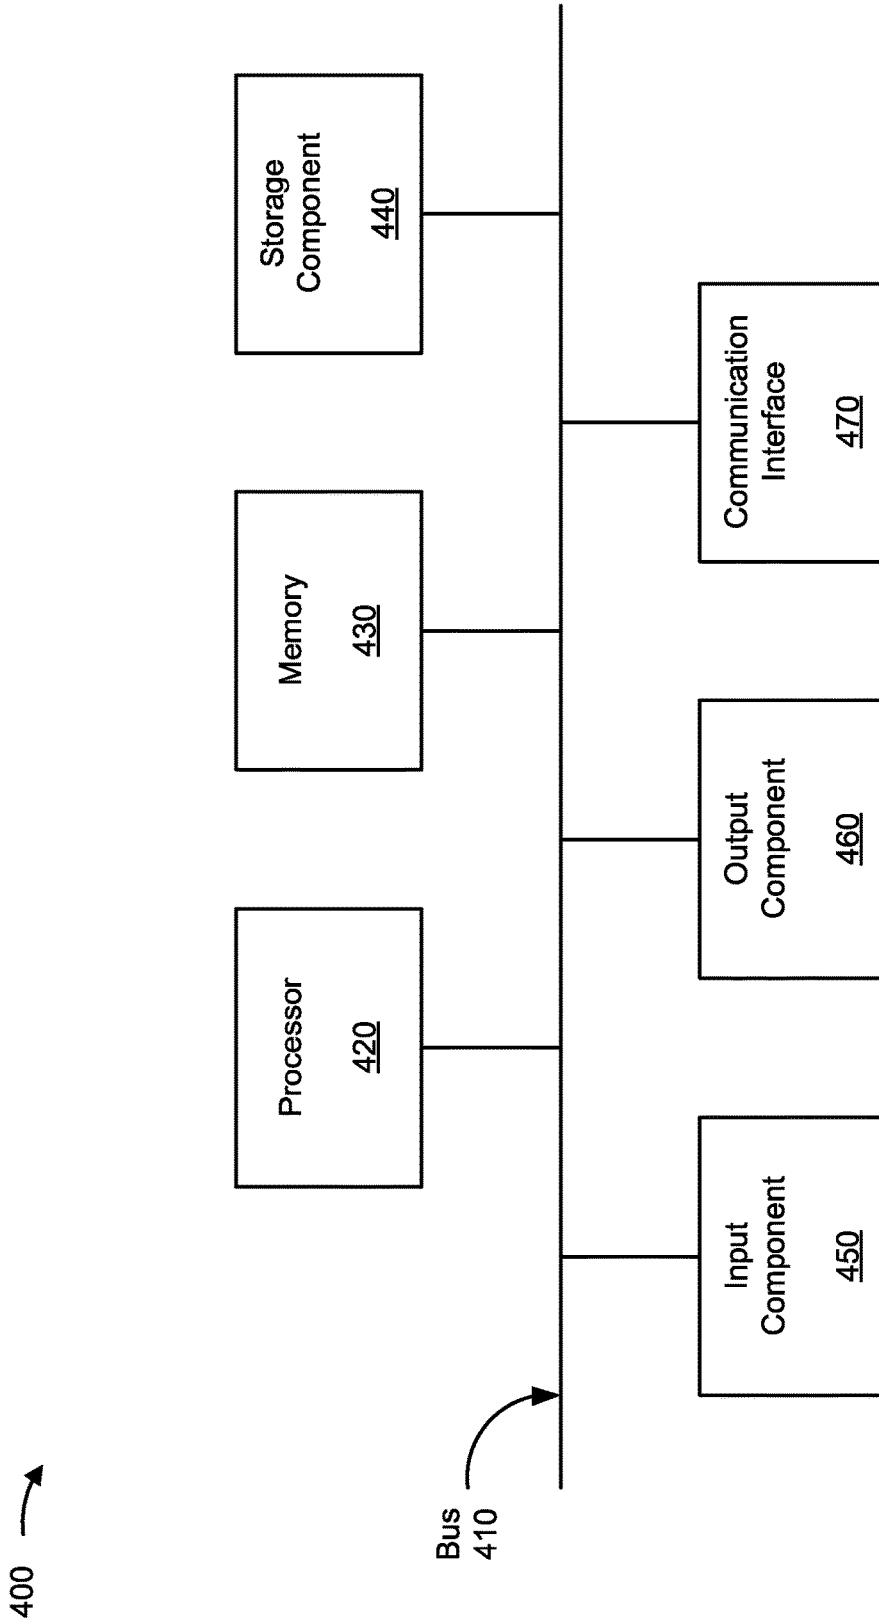 400
Bus
410
Processor
420
Memory
430
Storage
Component
440
Input
Component
450
Output
Component
460
Communication
Interface
470